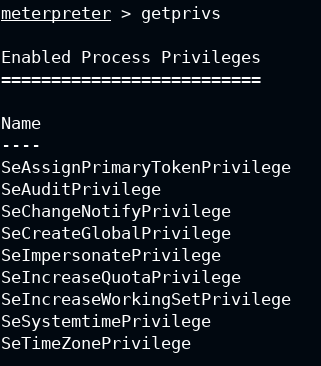 meterpreter > getprivs
Enabled Process Privileges
==========================
Name
----
SeAssignPrimaryTokenPrivilege
SeAuditPrivilege
SeChangeNotifyPrivilege
SeCreateGlobalPrivilege
SeImpersonatePrivilege
SeIncreaseQuotaPrivilege
SeIncreaseWorkingSetPrivilege
SeSystemtimePrivilege
SeTimeZonePrivilege